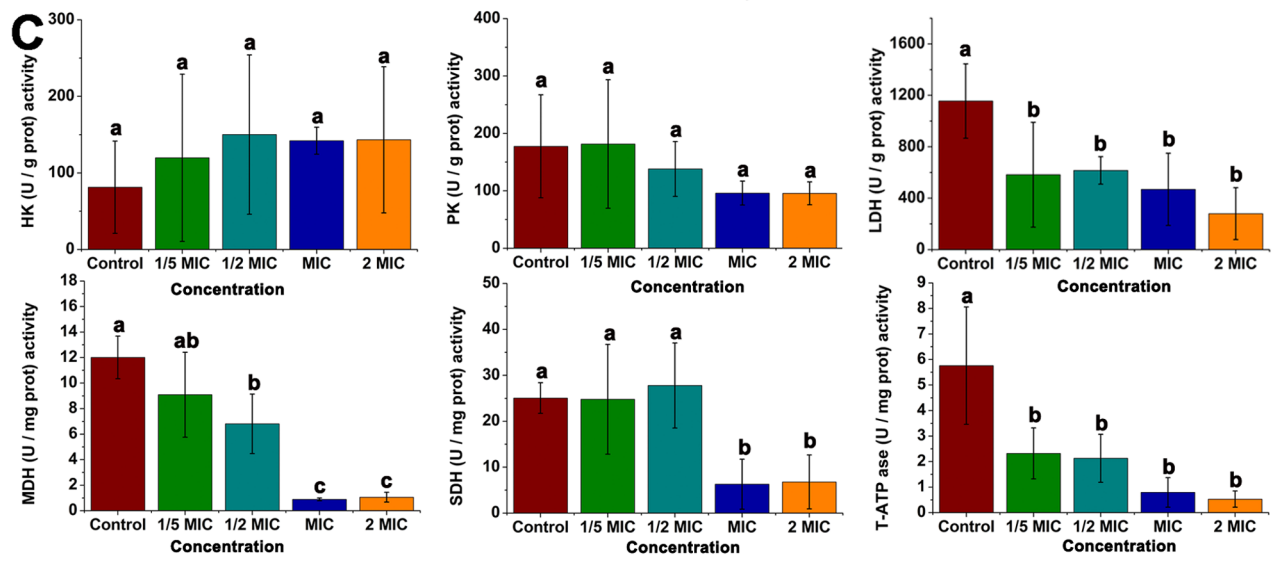 C
HK (U / g prot) activity
300
200
100
0
a
a
a
a
a
Control 1/5 MIC 1/2 MIC MIC 2 MIC
Concentration
PK (U / g prot) activity
400
300
200
100
0
a
a
a
a
a
Control 1/5 MIC 1/2 MIC MIC 2 MIC
Concentration
LDH (U / g prot) activity
1600
1200
800
400
0
a
b
b
b
b
Control 1/5 MIC 1/2 MIC MIC 2 MIC
Concentration
MDH (U / mg prot) activity
18
16
14
12
10
8
6
4
2
0
a
ab
b
c
c
Control 1/5 MIC 1/2 MIC MIC 2 MIC
Concentration
SDH (U / mg prot) activity
50
40
30
20
10
0
a
a
a
b
b
Control 1/5 MIC 1/2 MIC MIC 2 MIC
Concentration
T-ATP ase (U / mg prot) activity
9
8
7
6
5
4
3
2
1
0
a
b
b
b
b
Control 1/5 MIC 1/2 MIC MIC 2 MIC
Concentration